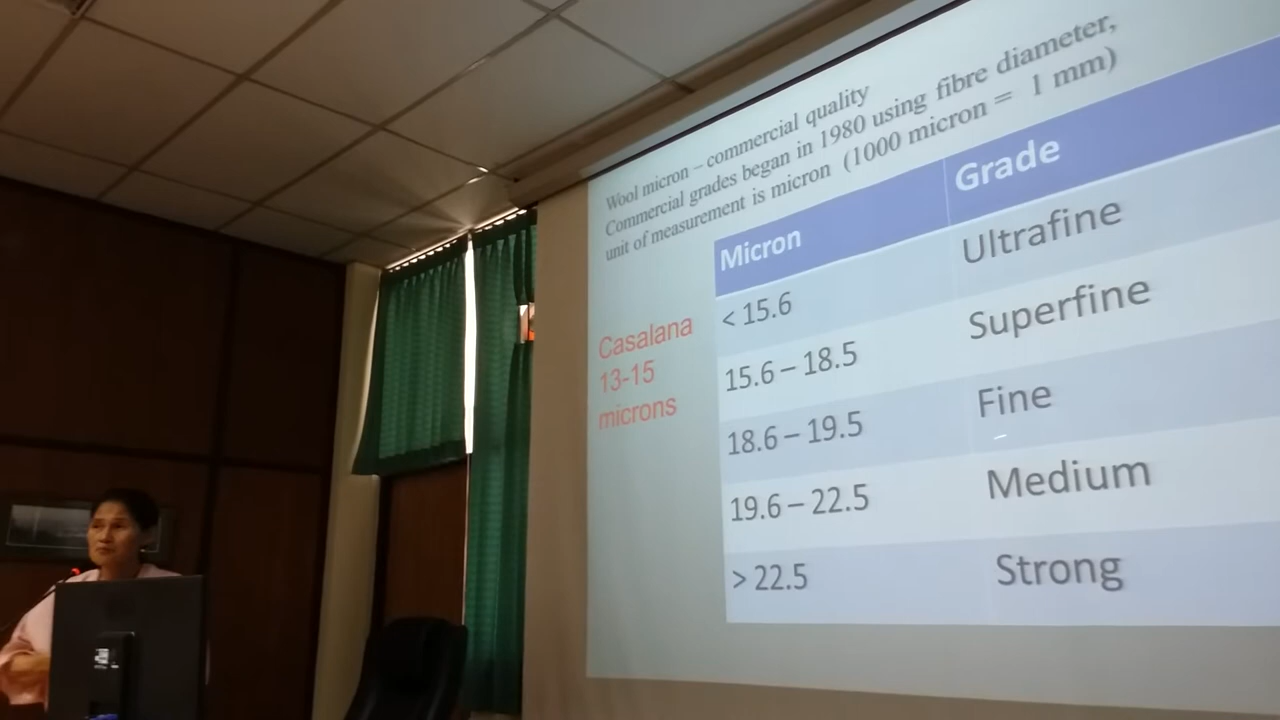 Wool micron – commercial quality
Commercial grades began in 1980 using fibre diameter,
unit of measurement is micron (1000 micron = 1 mm)
Casalana
13-15
microns
Micron Grade
< 15.6 Ultrafine
15.6 – 18.5 Superfine
18.6 – 19.5 Fine
19.6 – 22.5 Medium
> 22.5 Strong